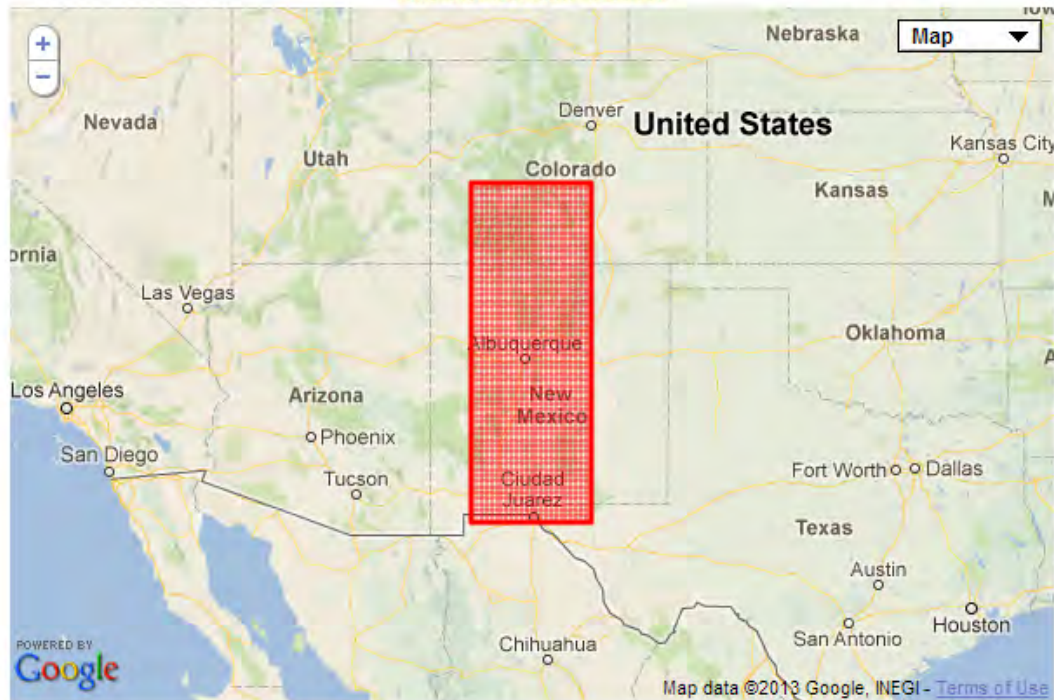 Iow
Nebraska
Map
+
−
Denver
Nevada
United States
Kansas City
Utah
Colorado
Kansas
M
ornia
Las Vegas
Oklahoma
Albuquerque
A
Los Angeles
Arizona
New
Mexico
Phoenix
San Diego
Tucson
Ciudad
Juarez
Fort Worth
Dallas
Texas
Austin
San Antonio
Houston
Chihuahua
POWERED BY
Google
Map data ©2013 Google, INEGI - Terms of Use